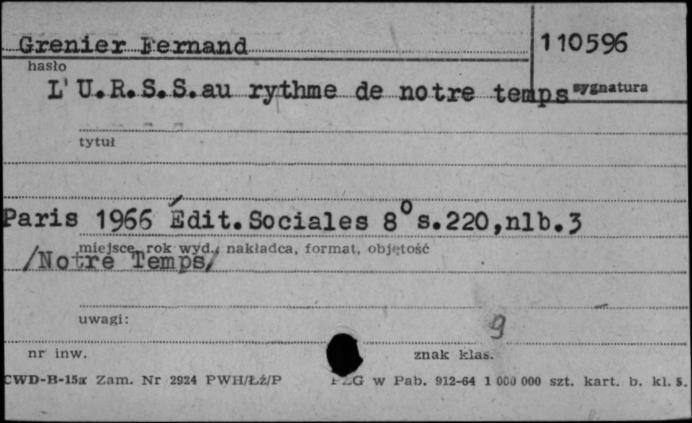 Grenier Fernand 110596
hasło
L'U.R.S.S.au rythme de notre temps sygnatura
tytuł
Paris 1966 Édit.Sociales 8° s.220,nlb.3
miejsce, rok wyd., nakładca, format, objętość
/Notre Temps/
uwagi: 9
nr inw. znak klas.
CWD-B-15a Zam. Nr 2924 PWH/Łź/P PZG w Pab. 912-64 1 000 000 szt. kart. b. kl. 5.